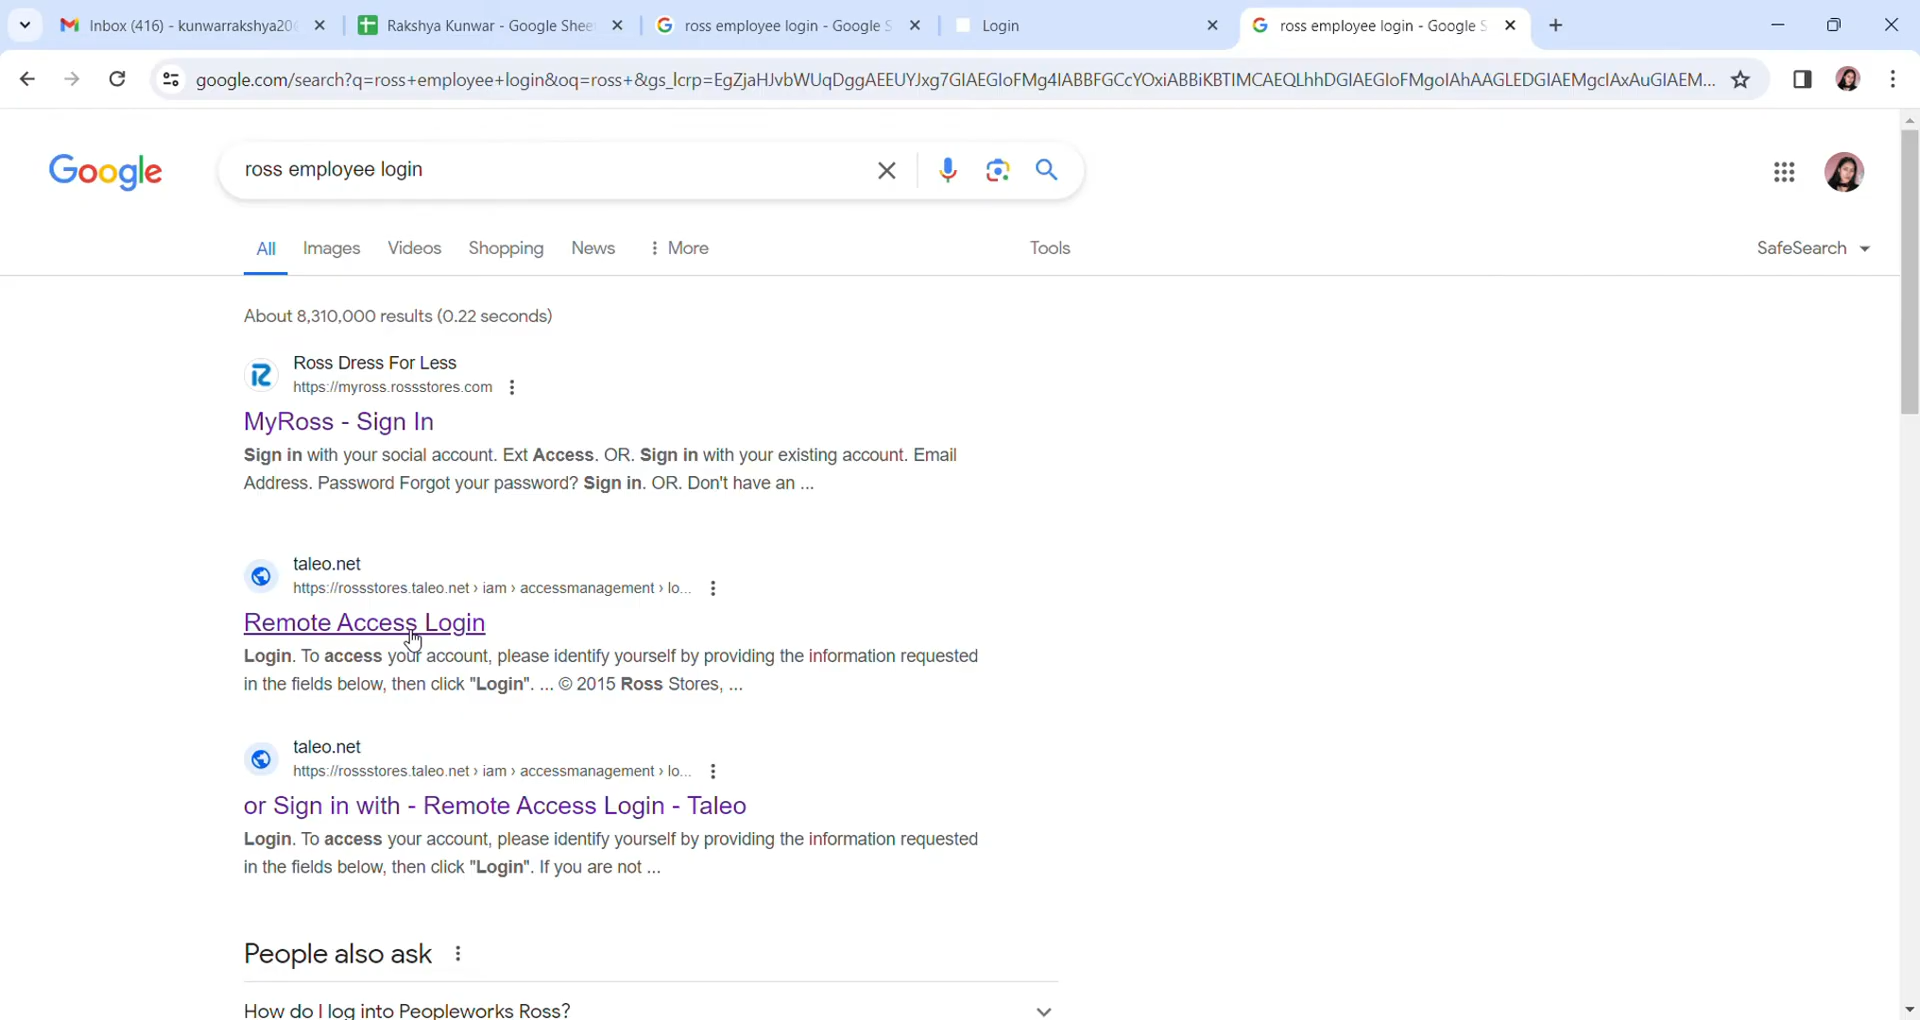 Inbox (416) - kunwarrakshya20
Rakshya Kunwar - Google Shee
ross employee login - Google S
Login
ross employee login - Google S
google.com/search?q=ross+employee+login&oq=ross+&gs_lcrp=
Google
ross employee login
All
Images
Videos
Shopping
News
More
Tools
SafeSearch
About 8,310,000 results (0.22 seconds)
Ross Dress For Less
https://myross.rossstores.com
MyRoss - Sign In
Sign in with your social account. Ext Access. OR. Sign in with your existing account. Email
Address. Password Forgot your password? Sign in. OR. Don't have an ...
taleo.net
https://rossstores.taleo.net › iam › accessmanagement › lo...
Remote Access Login
Login. To access your account, please identify yourself by providing the information requested
in the fields below, then click "Login". ... © 2015 Ross Stores, ...
taleo.net
https://rossstores.taleo.net › iam › accessmanagement › lo...
or Sign in with - Remote Access Login - Taleo
Login. To access your account, please identify yourself by providing the information requested
in the fields below, then click "Login". If you are not ...
People also ask
How do I log into Peopleworks Ross?